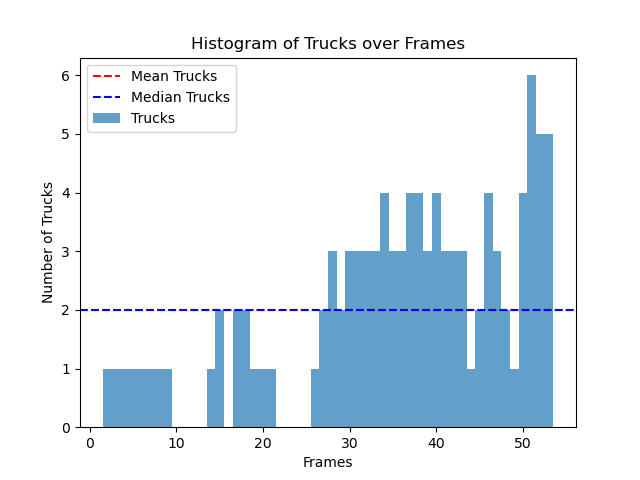 Histogram of Trucks over Frames
Mean Trucks
Median Trucks
Trucks
Number of Trucks
6
5
4
3
2
1
0
0 10 20 30 40 50
Frames